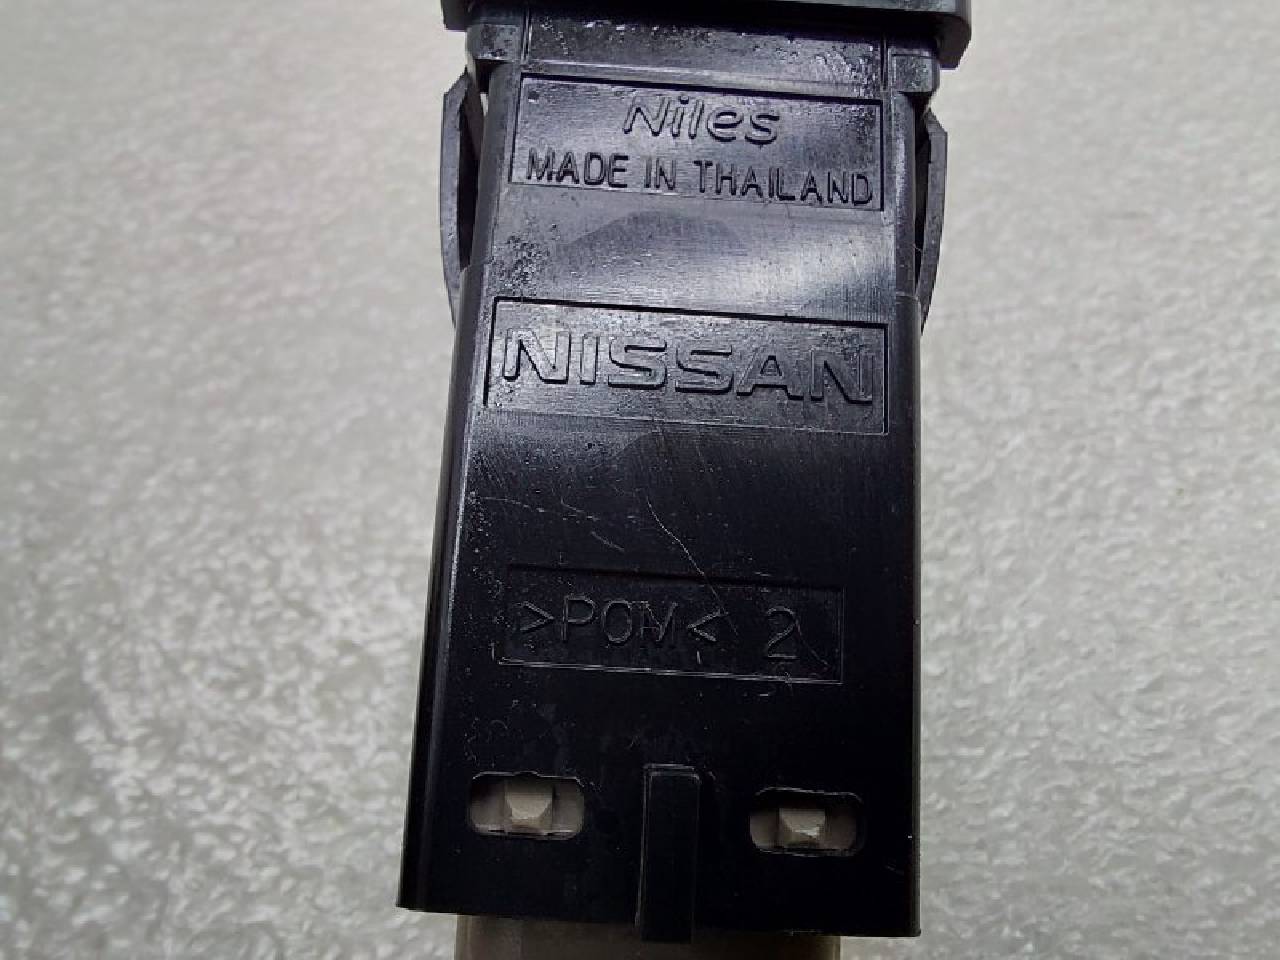 Niles
MADE IN THAILAND
NISSAN
>POM< 2